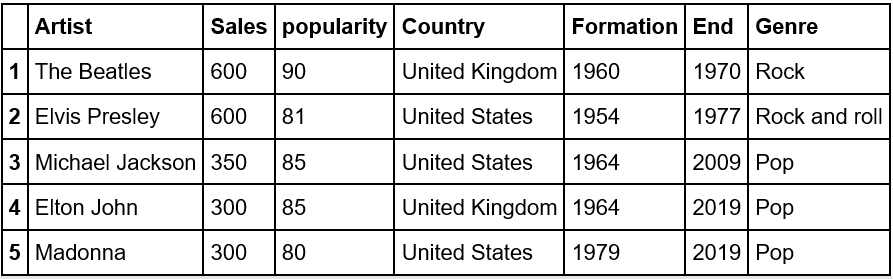 Artist Sales popularity Country Formation End Genre
1 The Beatles 600 90 United Kingdom 1960 1970 Rock
2 Elvis Presley 600 81 United States 1954 1977 Rock and roll
3 Michael Jackson 350 85 United States 1964 2009 Pop
4 Elton John 300 85 United Kingdom 1964 2019 Pop
5 Madonna 300 80 United States 1979 2019 Pop